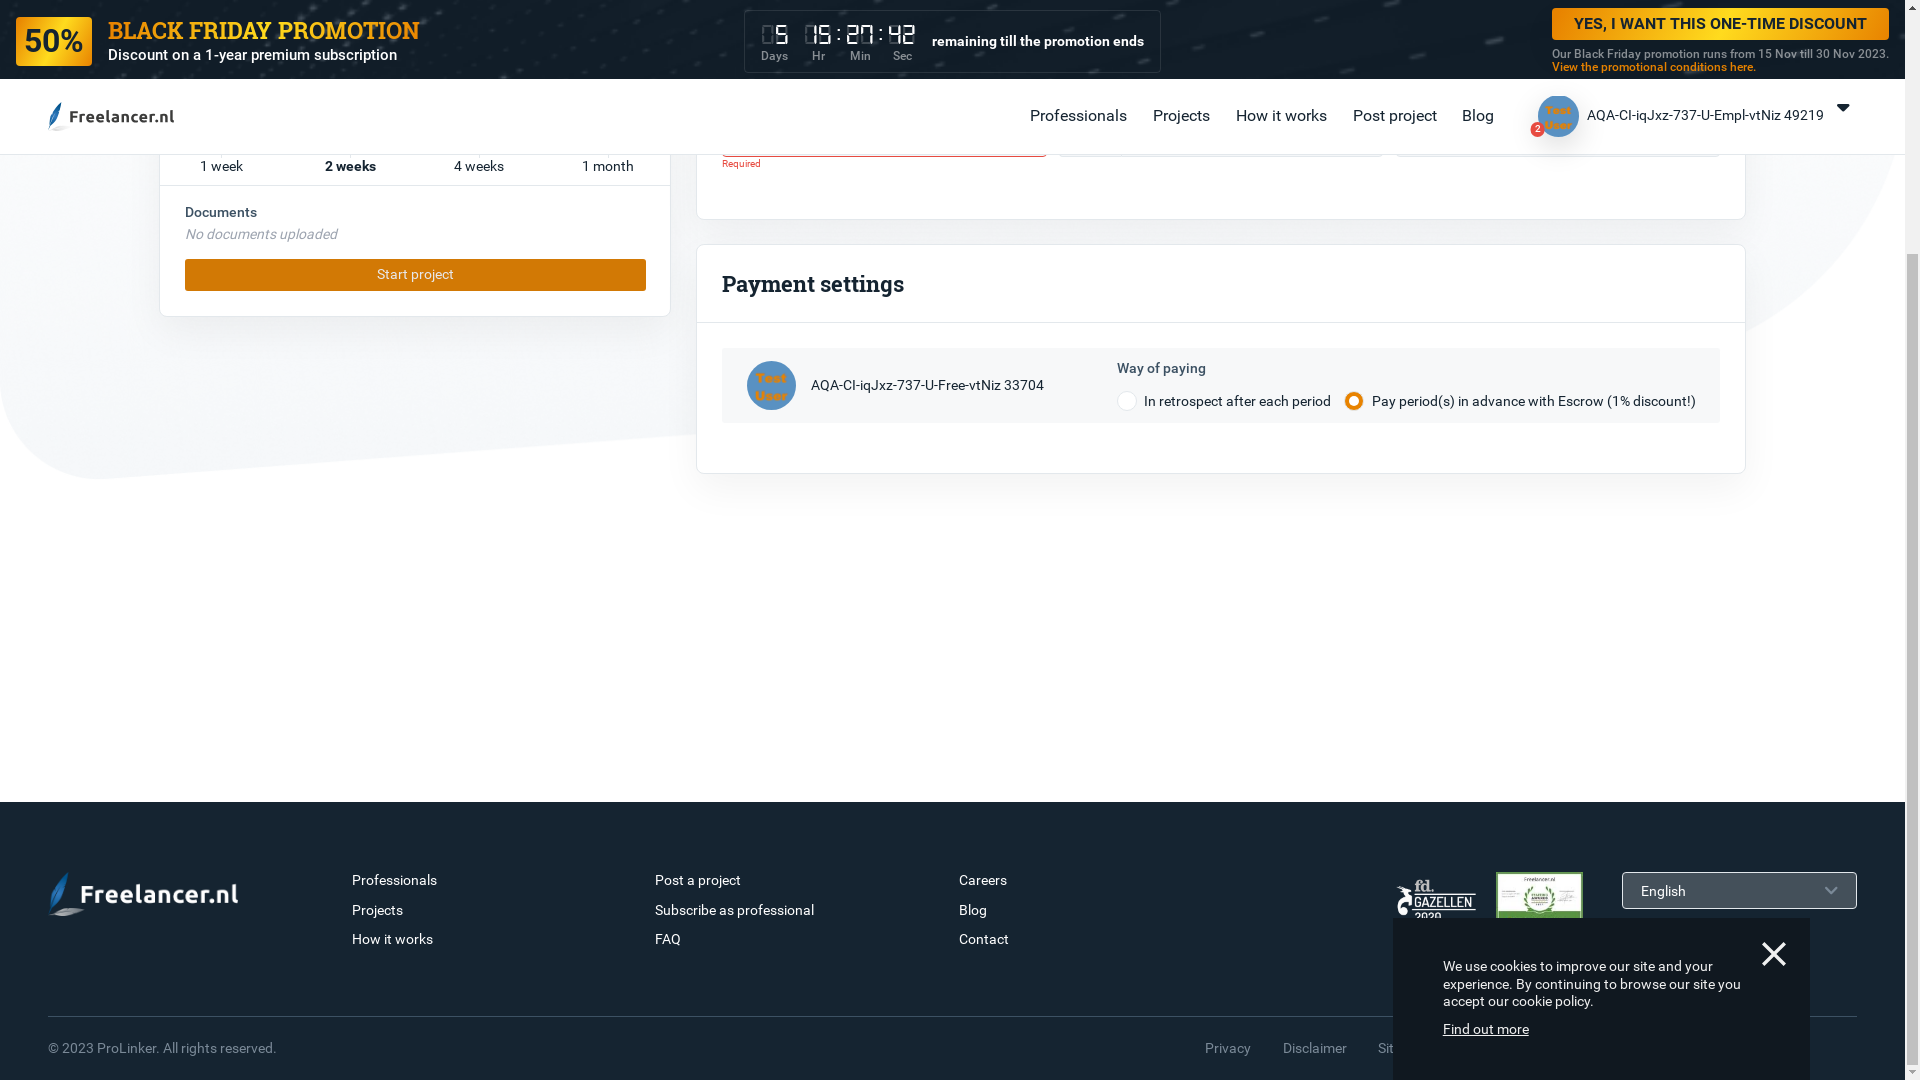 50%
BLACK FRIDAY PROMOTION
Discount on a 1-year premium subscription
5 15 : 27 : 42
Days Hr Min Sec
remaining till the promotion ends
YES, I WANT THIS ONE-TIME DISCOUNT
Our Black Friday promotion runs from 15 Nov till 30 Nov 2023.
View the promotional conditions here.
Freelancer.nl
Professionals Projects How it works Post project Blog
Test User
2
AQA-CI-iqJxz-737-U-Empl-vtNiz 49219
1 week 2 weeks 4 weeks 1 month
Required
Documents
No documents uploaded
Start project
Payment settings
Test User
AQA-CI-iqJxz-737-U-Free-vtNiz 33704
Way of paying
In retrospect after each period
Pay period(s) in advance with Escrow (1% discount!)
Freelancer.nl
Professionals
Projects
How it works
Post a project
Subscribe as professional
FAQ
Careers
Blog
Contact
fd.
GAZELLEN
2020
Freelancer.nl
English
We use cookies to improve our site and your
experience. By continuing to browse our site you
accept our cookie policy.
Find out more
© 2023 ProLinker. All rights reserved.
Privacy Disclaimer Sit